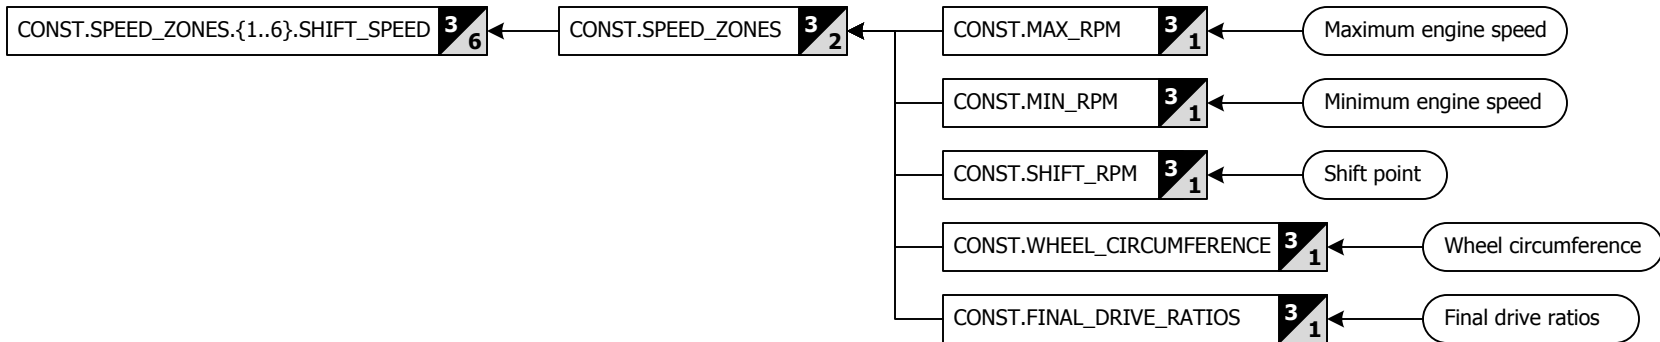 CONST.SPEED_ZONES.{1..6}.SHIFT_SPEED 3 6
CONST.SPEED_ZONES 3 2
CONST.MAX_RPM 3 1
Maximum engine speed
CONST.MIN_RPM 3 1
Minimum engine speed
CONST.SHIFT_RPM 3 1
Shift point
CONST.WHEEL_CIRCUMFERENCE 3 1
Wheel circumference
CONST.FINAL_DRIVE_RATIOS 3 1
Final drive ratios